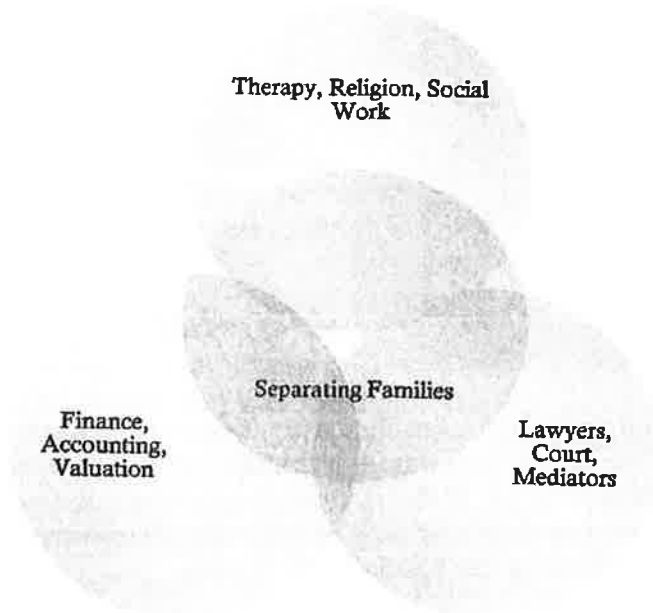 Therapy, Religion, Social
Work
Separating Families
Finance,
Accounting,
Valuation
Lawyers,
Court,
Mediators